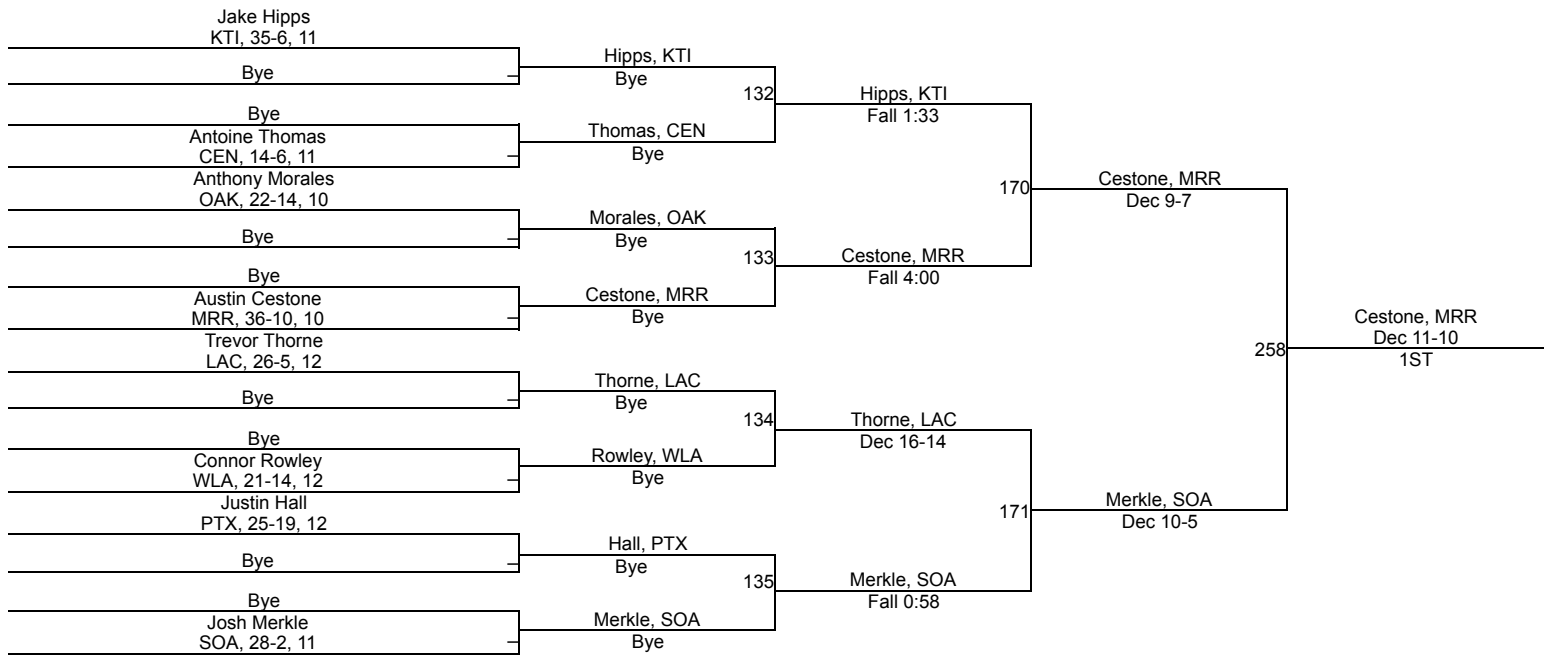 Jake Hipps
KTI, 35-6, 11
Bye
Bye
Antoine Thomas
CEN, 14-6, 11
Anthony Morales
OAK, 22-14, 10
Bye
Bye
Austin Cestone
MRR, 36-10, 10
Trevor Thorne
LAC, 26-5, 12
Bye
Bye
Connor Rowley
WLA, 21-14, 12
Justin Hall
PTX, 25-19, 12
Bye
Bye
Josh Merkle
SOA, 28-2, 11
Hipps, KTI
Bye
132
Thomas, CEN
Bye
Morales, OAK
Bye
133
Cestone, MRR
Bye
Thorne, LAC
Bye
134
Rowley, WLA
Bye
Hall, PTX
Bye
135
Merkle, SOA
Bye
Hipps, KTI
Fall 1:33
170
Cestone, MRR
Fall 4:00
Thorne, LAC
Dec 16-14
171
Merkle, SOA
Fall 0:58
Cestone, MRR
Dec 9-7
258
Merkle, SOA
Dec 10-5
Cestone, MRR
Dec 11-10
1ST